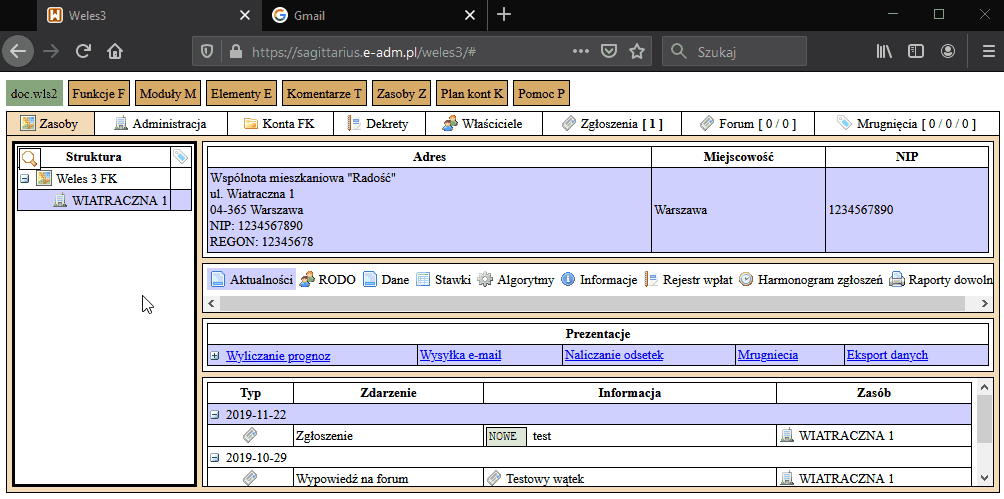 Weles3
Gmail
https://sagittarius.e-adm.pl/weles3/#
Szukaj
doc.wls2
Funkcje F
Moduły M
Elementy E
Komentarze T
Zasoby Z
Plan kont K
Pomoc P
Zasoby
Administracja
Konta FK
Dekrety
Właściciele
Zgłoszenia [ 1 ]
Forum [ 0 / 0 ]
Mrugnięcia [ 0 / 0 / 0 ]
Struktura
Weles 3 FK
WIATRACZNA 1
Adres
Miejscowość
NIP
Wspólnota mieszkaniowa "Radość"
ul. Wiatraczna 1
04-365 Warszawa
NIP: 1234567890
REGON: 12345678
Warszawa
1234567890
Aktualności
RODO
Dane
Stawki
Algorytmy
Informacje
Rejestr wpłat
Harmonogram zgłoszeń
Raporty dowoln
Prezentacje
Wyliczanie prognoz
Wysyłka e-mail
Naliczanie odsetek
Mrugniecia
Eksport danych
Typ
Zdarzenie
Informacja
Zasób
2019-11-22
Zgłoszenie
NOWE
test
WIATRACZNA 1
2019-10-29
Wypowiedź na forum
Testowy wątek
WIATRACZNA 1